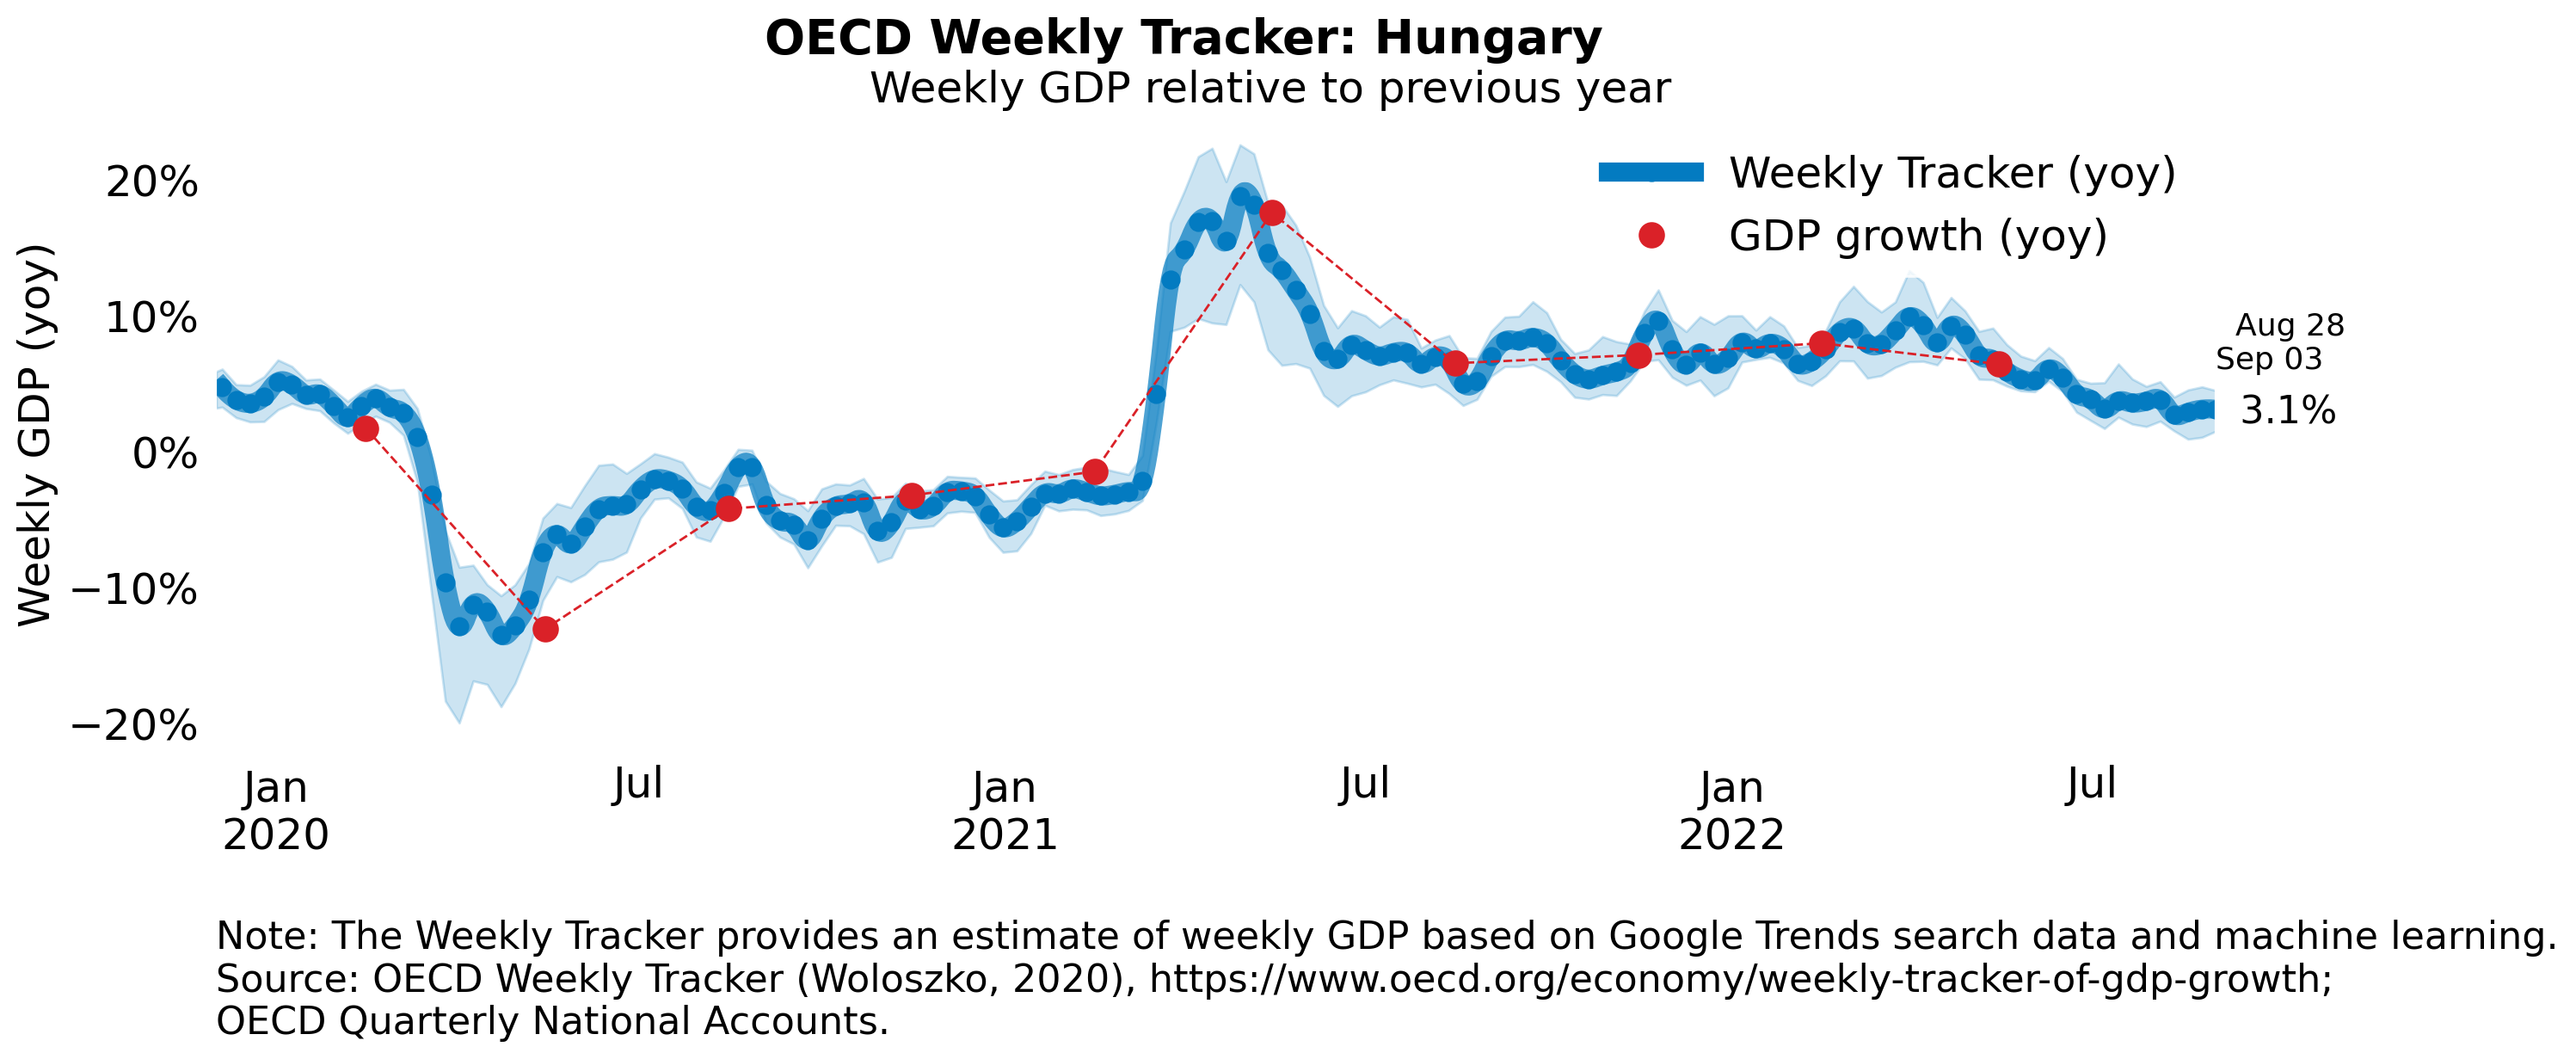 OECD Weekly Tracker: Hungary
Weekly GDP relative to previous year
Weekly GDP (yoy)
20%
10%
0%
−10%
−20%
Weekly Tracker (yoy)
GDP growth (yoy)
Aug 28
Sep 03
3.1%
Jan
2020
Jul
Jan
2021
Jul
Jan
2022
Jul
Note: The Weekly Tracker provides an estimate of weekly GDP based on Google Trends search data and machine learning.
Source: OECD Weekly Tracker (Woloszko, 2020), https://www.oecd.org/economy/weekly-tracker-of-gdp-growth;
OECD Quarterly National Accounts.